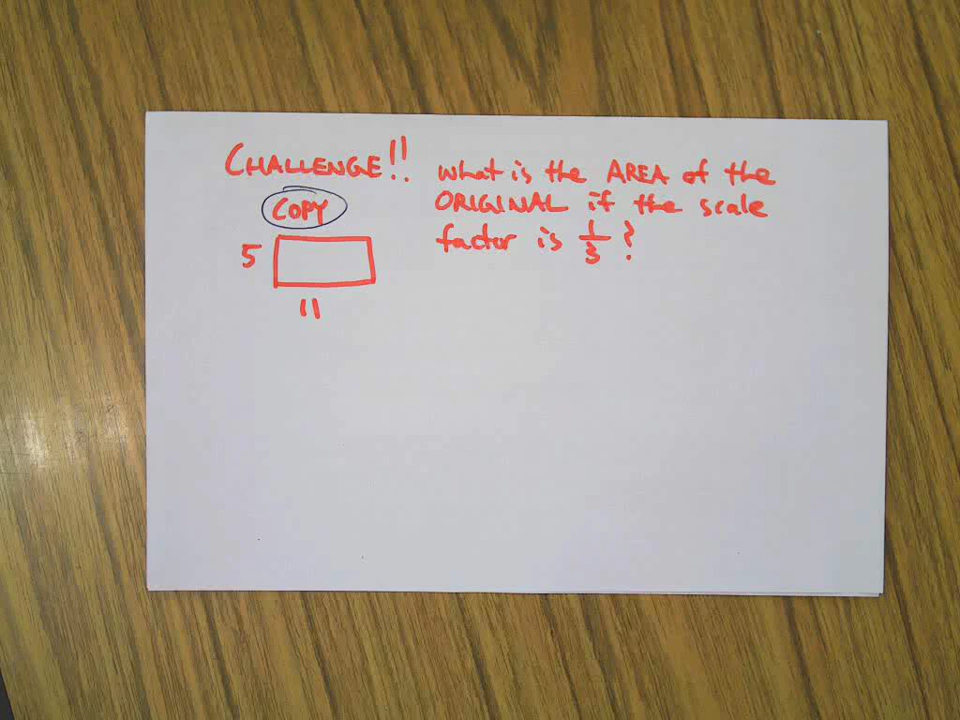 CHALLENGE!!
COPY
5
11
What is the AREA of the
ORIGINAL if the scale
factor is 1/3?